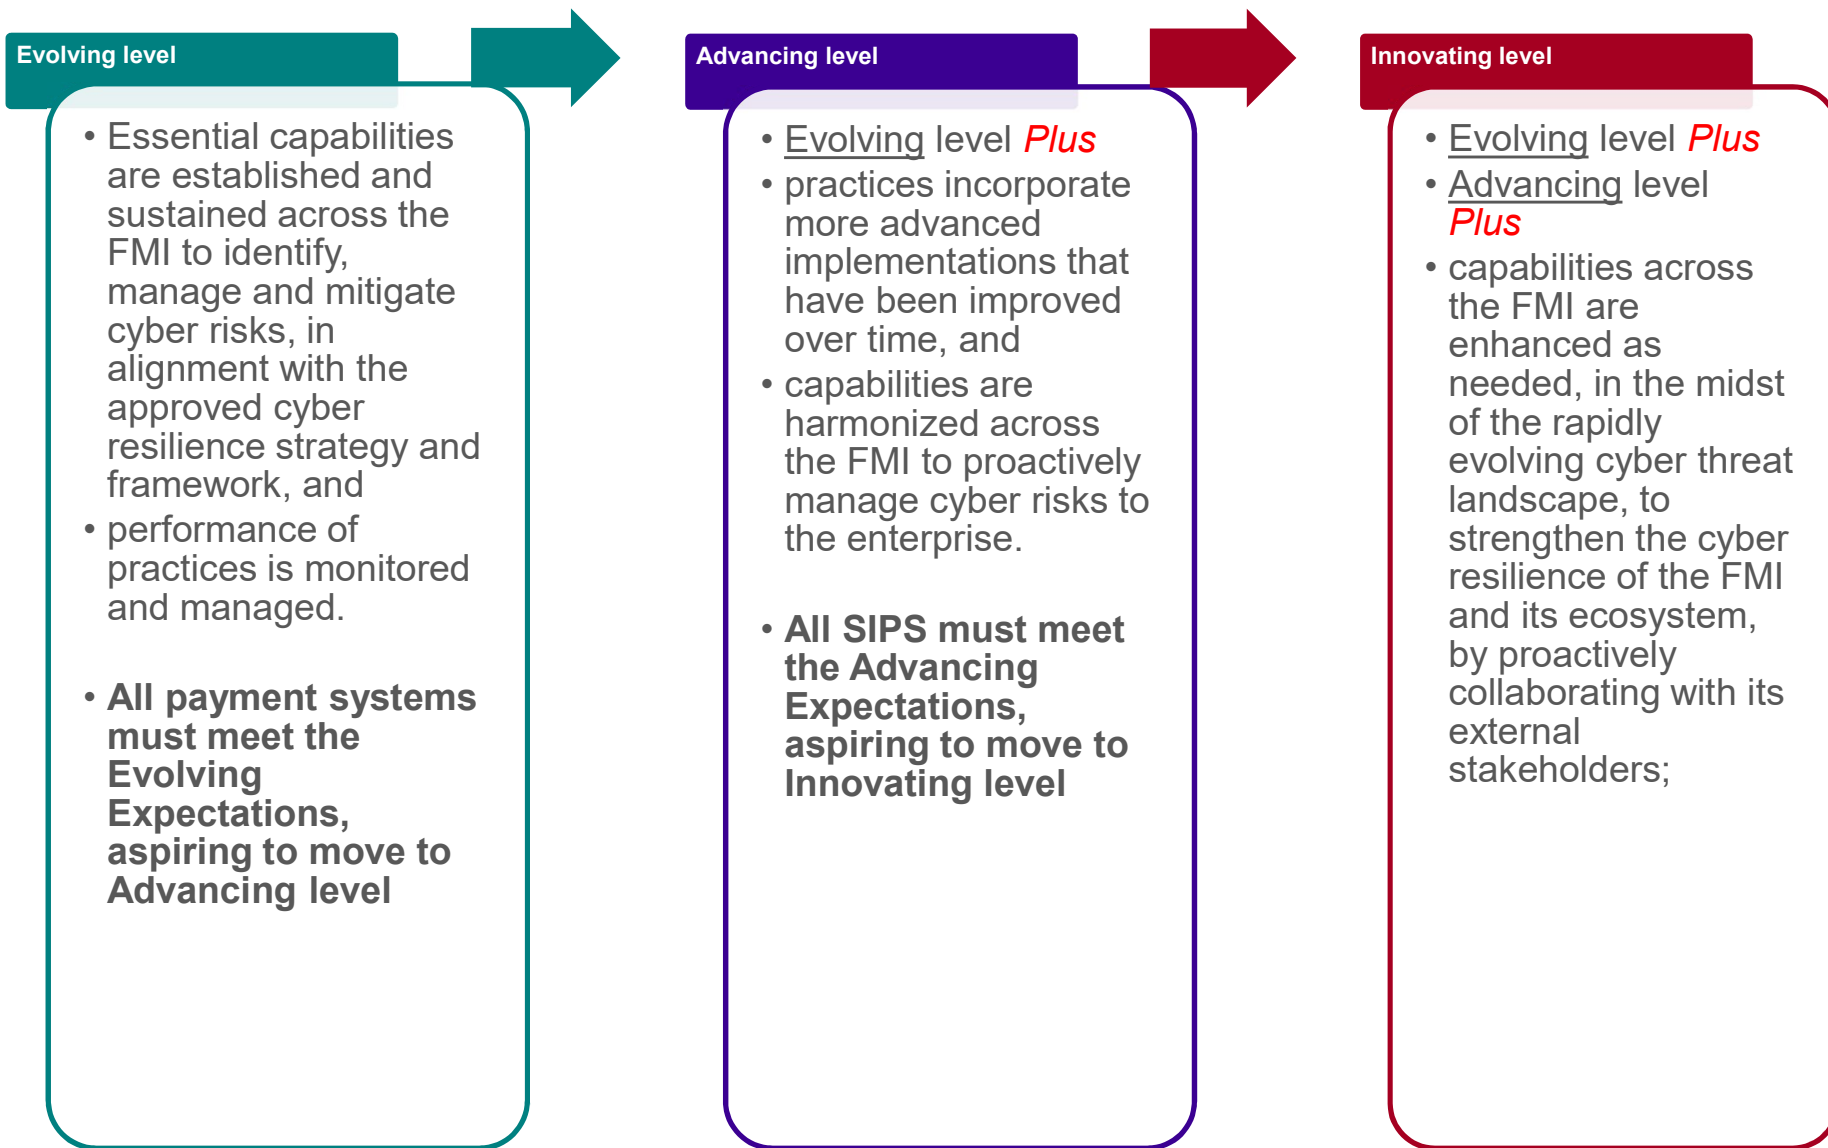 Evolving level
• Essential capabilities
are established and
sustained across the
FMI to identify,
manage and mitigate
cyber risks, in
alignment with the
approved cyber
resilience strategy and
framework, and
• performance of
practices is monitored
and managed.
• All payment systems
must meet the
Evolving
Expectations,
aspiring to move to
Advancing level
Advancing level
• Evolving level Plus
• practices incorporate
more advanced
implementations that
have been improved
over time, and
• capabilities are
harmonized across
the FMI to proactively
manage cyber risks to
the enterprise.
• All SIPS must meet
the Advancing
Expectations,
aspiring to move to
Innovating level
Innovating level
• Evolving level Plus
• Advancing level
Plus
• capabilities across
the FMI are
enhanced as
needed, in the midst
of the rapidly
evolving cyber threat
landscape, to
strengthen the cyber
resilience of the FMI
and its ecosystem,
by proactively
collaborating with its
external
stakeholders;